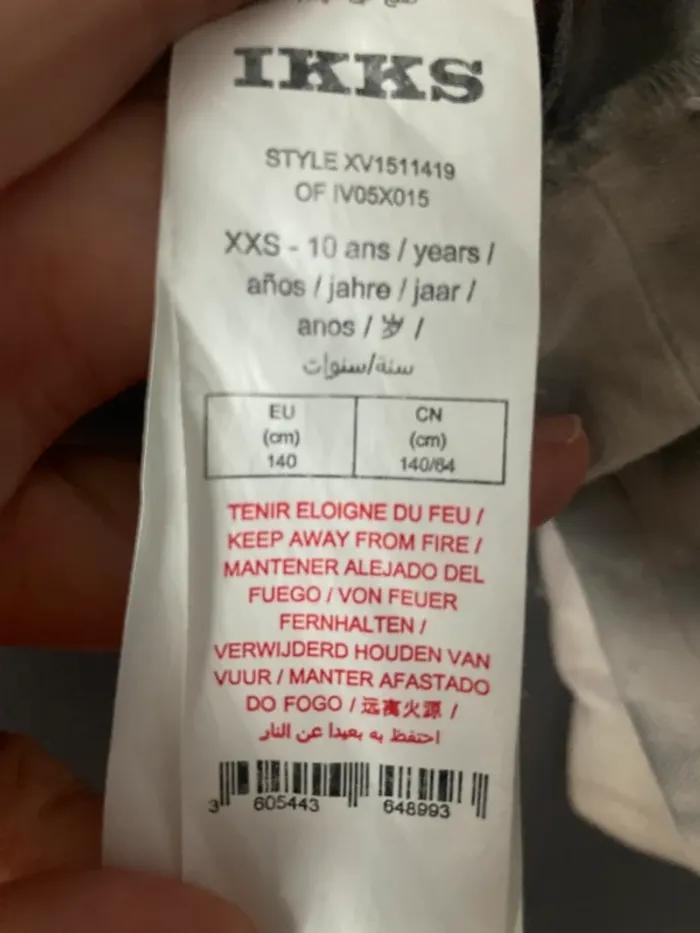 IKKS
STYLE XV1511419
OF IV05X015
XXS - 10 ans / years /
años / jahre / jaar /
anos / 岁 /
سنة/سنوات
EU
(cm)
140
CN
(cm)
140/64
TENIR ELOIGNE DU FEU /
KEEP AWAY FROM FIRE /
MANTENER ALEJADO DEL
FUEGO / VON FEUER
FERNHALTEN /
VERWIJDERD HOUDEN VAN
VUUR / MANTER AFASTADO
DO FOGO / 远离火源 /
احتفظ به بعيدا عن النار
3 605443 648993